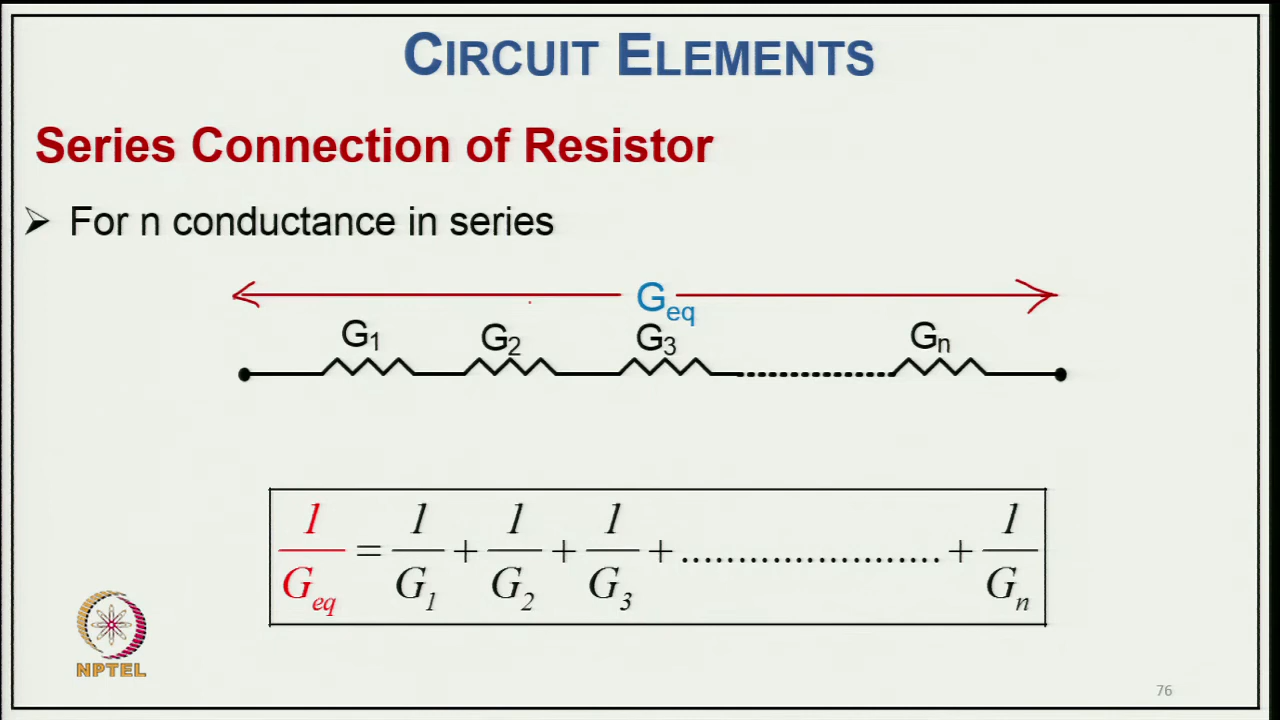 CIRCUIT ELEMENTS
Series Connection of Resistor
➢ For n conductance in series
Geq
G1 G2 G3 Gn
1/Geq = 1/G1 + 1/G2 + 1/G3 + ....................... + 1/Gn
NPTEL
76